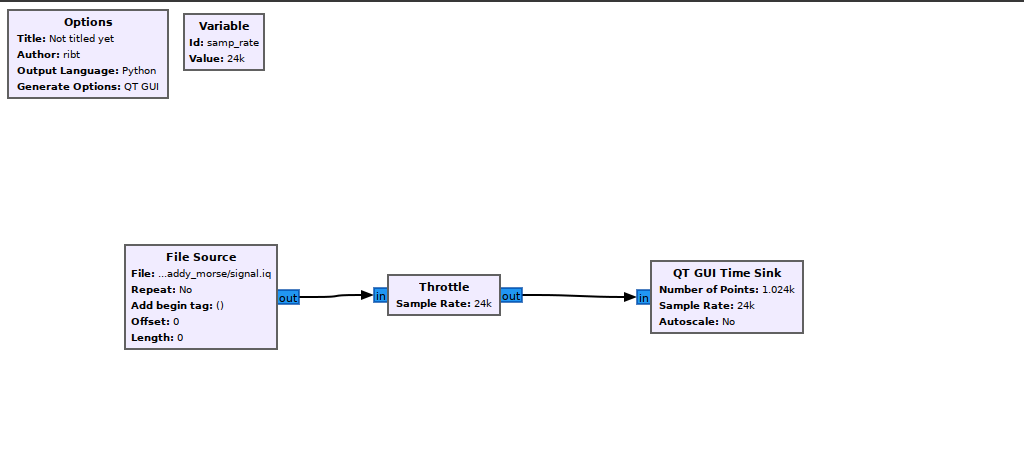 Options
Title: Not titled yet
Author: ribt
Output Language: Python
Generate Options: QT GUI
Variable
Id: samp_rate
Value: 24k
File Source
File: ...addy_morse/signal.iq
Repeat: No
Add begin tag: ()
Offset: 0
Length: 0
out
in
Throttle
Sample Rate: 24k
out
in
QT GUI Time Sink
Number of Points: 1.024k
Sample Rate: 24k
Autoscale: No